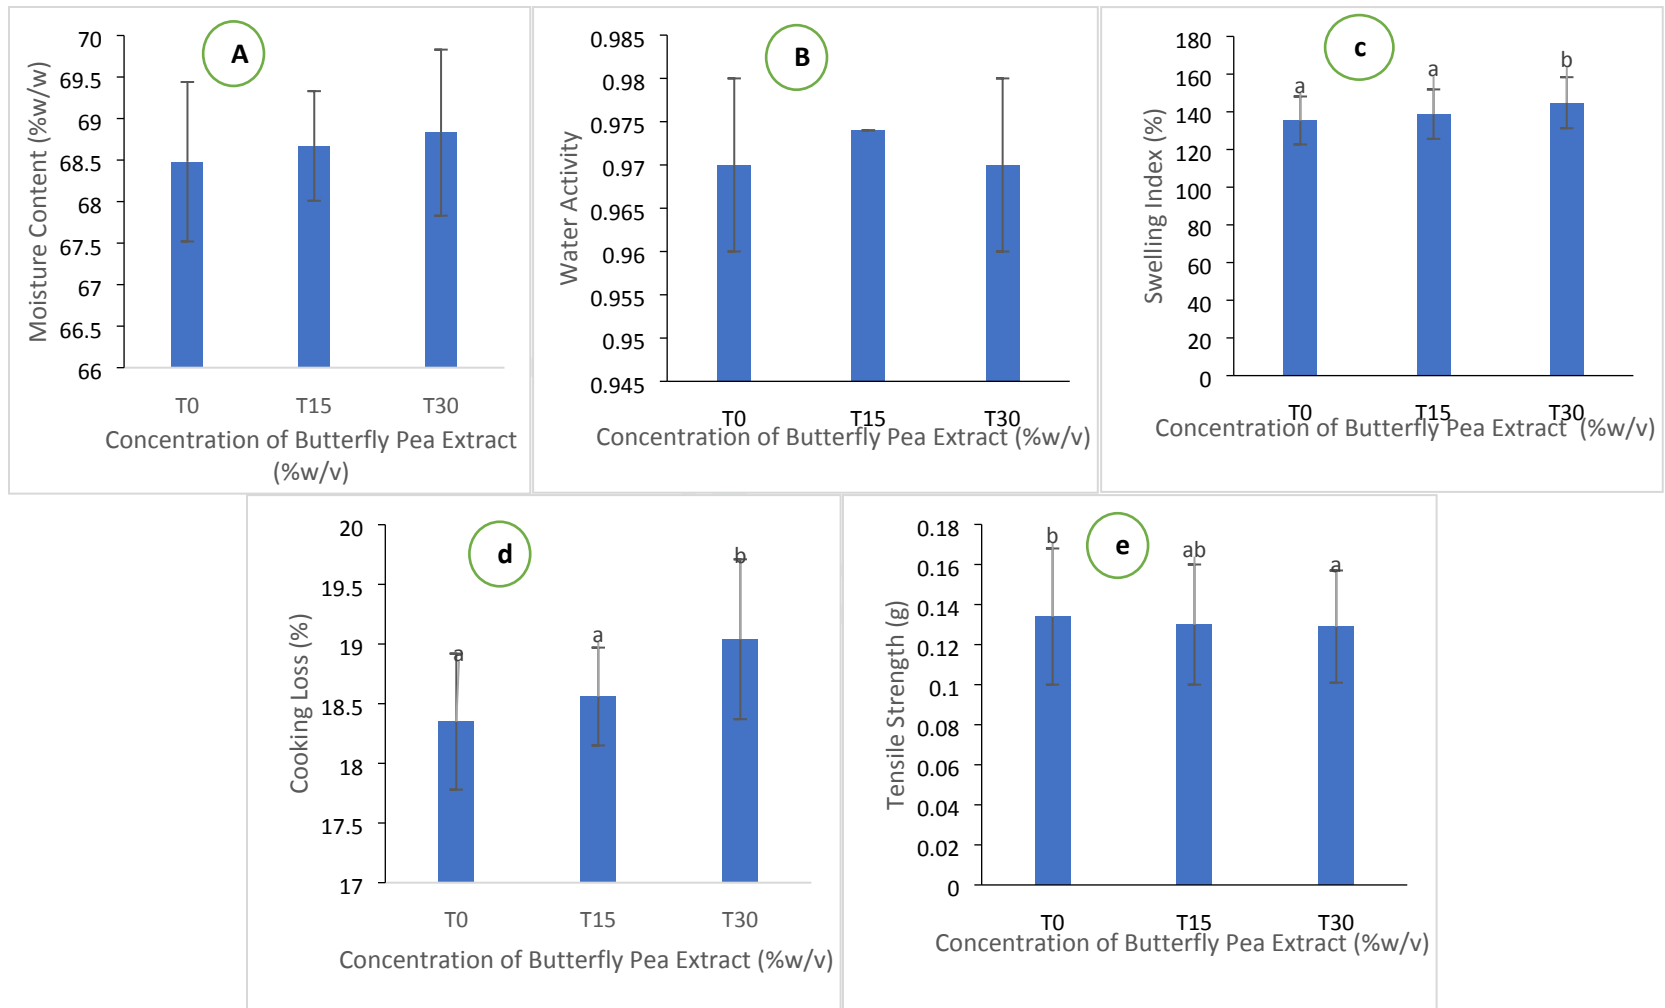 A
Moisture Content (%w/w)
70
69.5
69
68.5
68
67.5
67
66.5
66
T0 T15 T30
Concentration of Butterfly Pea Extract
(%w/v)
B
Water Activity
0.985
0.98
0.975
0.97
0.965
0.96
0.955
0.95
0.945
T0 T15 T30
Concentration of Butterfly Pea Extract (%w/v)
c
Swelling Index (%)
180
160
140
120
100
80
60
40
20
0
a a b
T0 T15 T30
Concentration of Butterfly Pea Extract (%w/v)
d
Cooking Loss (%)
20
19.5
19
18.5
18
17.5
17
a a b
T0 T15 T30
Concentration of Butterfly Pea Extract (%w/v)
e
Tensile Strength (g)
0.18
0.16
0.14
0.12
0.1
0.08
0.06
0.04
0.02
0
b ab a
T0 T15 T30
Concentration of Butterfly Pea Extract (%w/v)